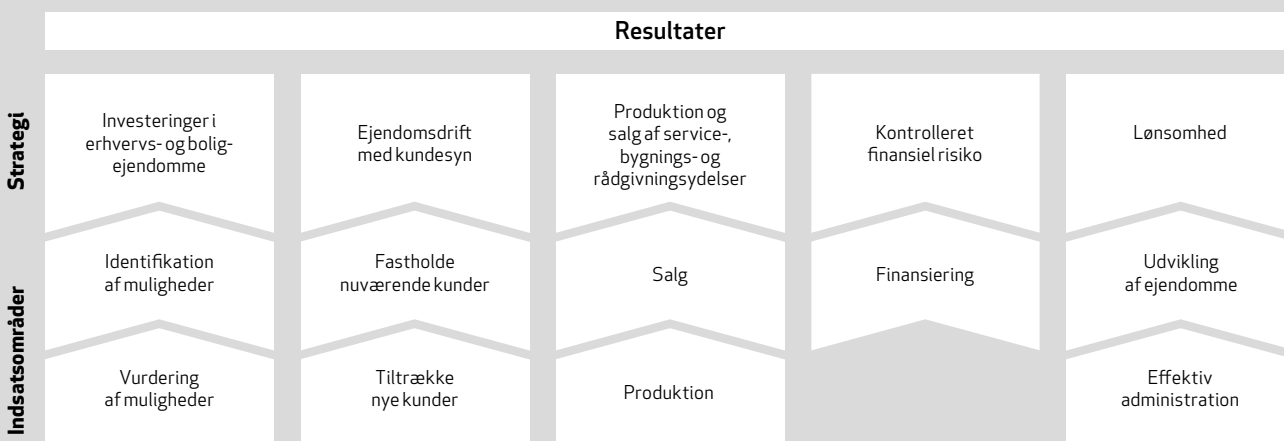 Resultater
Strategi
Investeringer i
erhvervs- og bolig-
ejendomme
Ejendomsdrift
med kundesyn
Produktion og
salg af service-,
bygnings- og
rådgivningsydelser
Kontrolleret
finansiel risiko
Lønsomhed
Indsatsområder
Identifikation
af muligheder
Fastholde
nuværende kunder
Salg
Finansiering
Udvikling
af ejendomme
Vurdering
af muligheder
Tiltrække
nye kunder
Produktion
Effektiv
administration